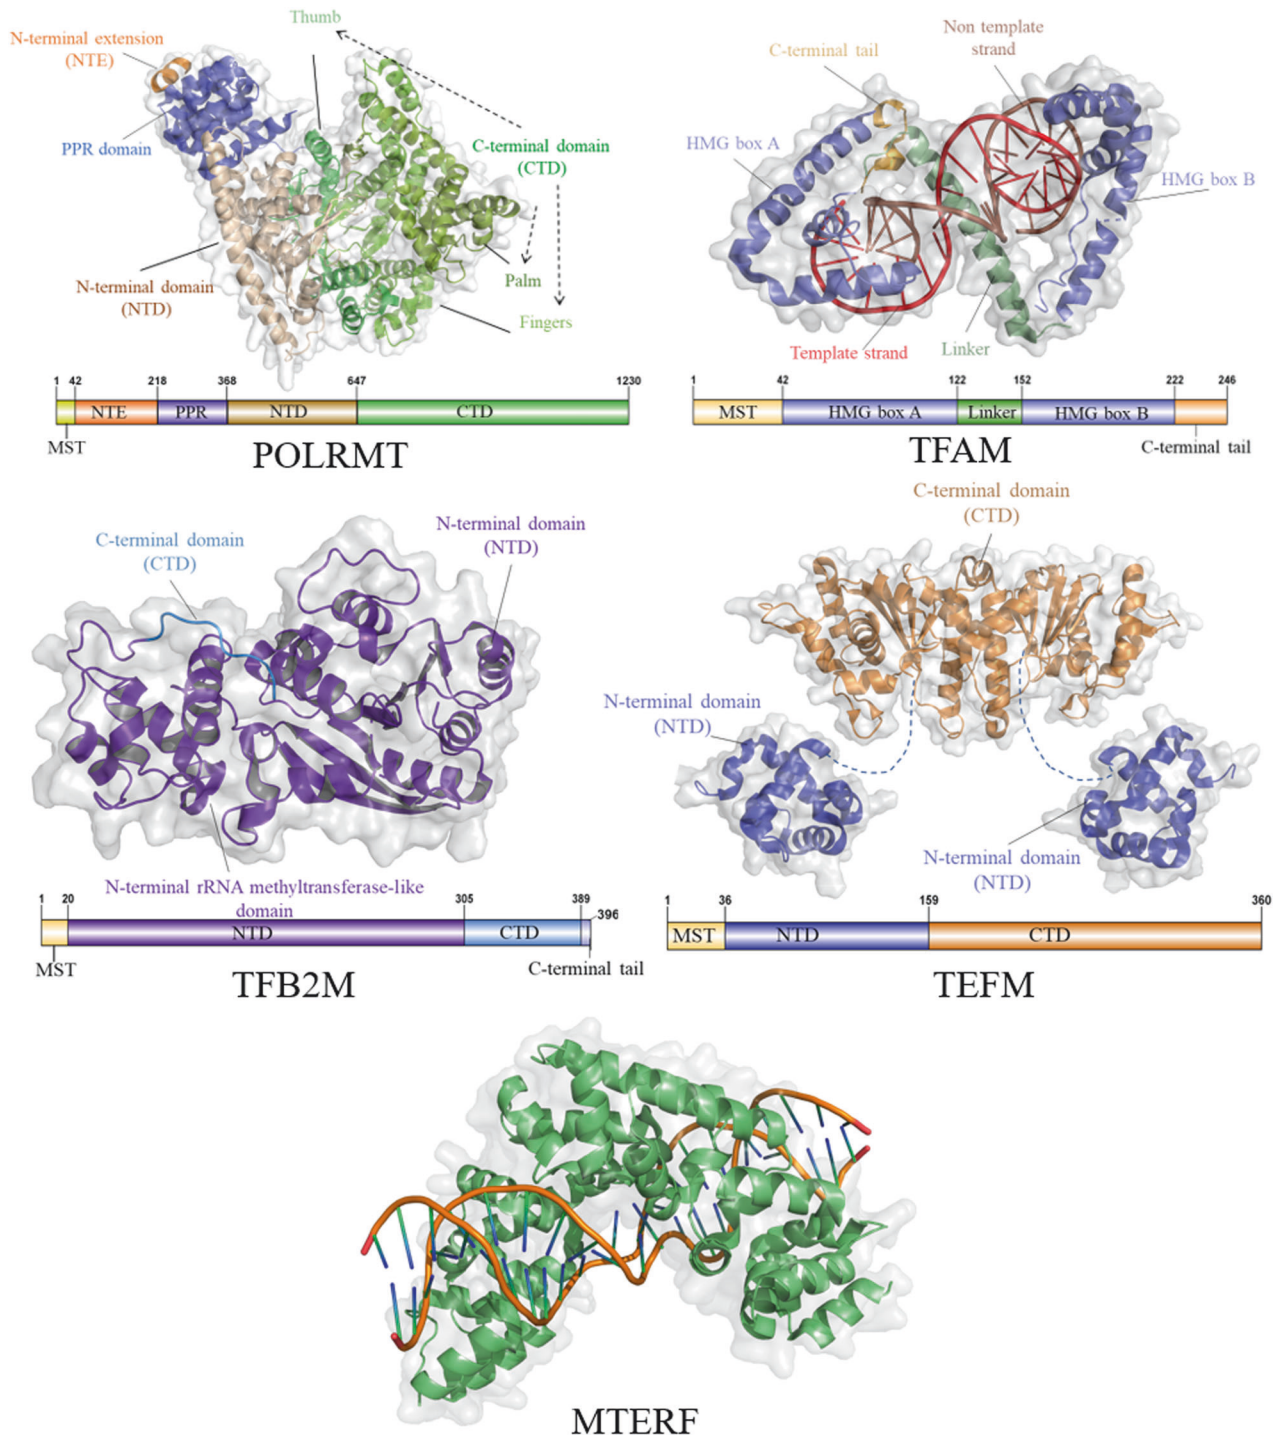 Thumb
N-terminal extension
(NTE)
PPR domain
C-terminal domain
(CTD)
N-terminal domain
(NTD)
Palm
Fingers
1 42 218 368 647 1230
NTE PPR NTD CTD
MST
POLRMT
Non template
strand
C-terminal tail
HMG box A
HMG box B
Template strand
Linker
1 42 122 152 222 246
MST HMG box A Linker HMG box B
C-terminal tail
TFAM
N-terminal domain
(NTD)
C-terminal domain
(CTD)
N-terminal rRNA methyltransferase-like
domain
1 20 305 389 396
NTD CTD
MST
C-terminal tail
TFB2M
C-terminal domain
(CTD)
N-terminal domain
(NTD)
N-terminal domain
(NTD)
1 36 159 360
MST NTD CTD
TEFM
MTERF